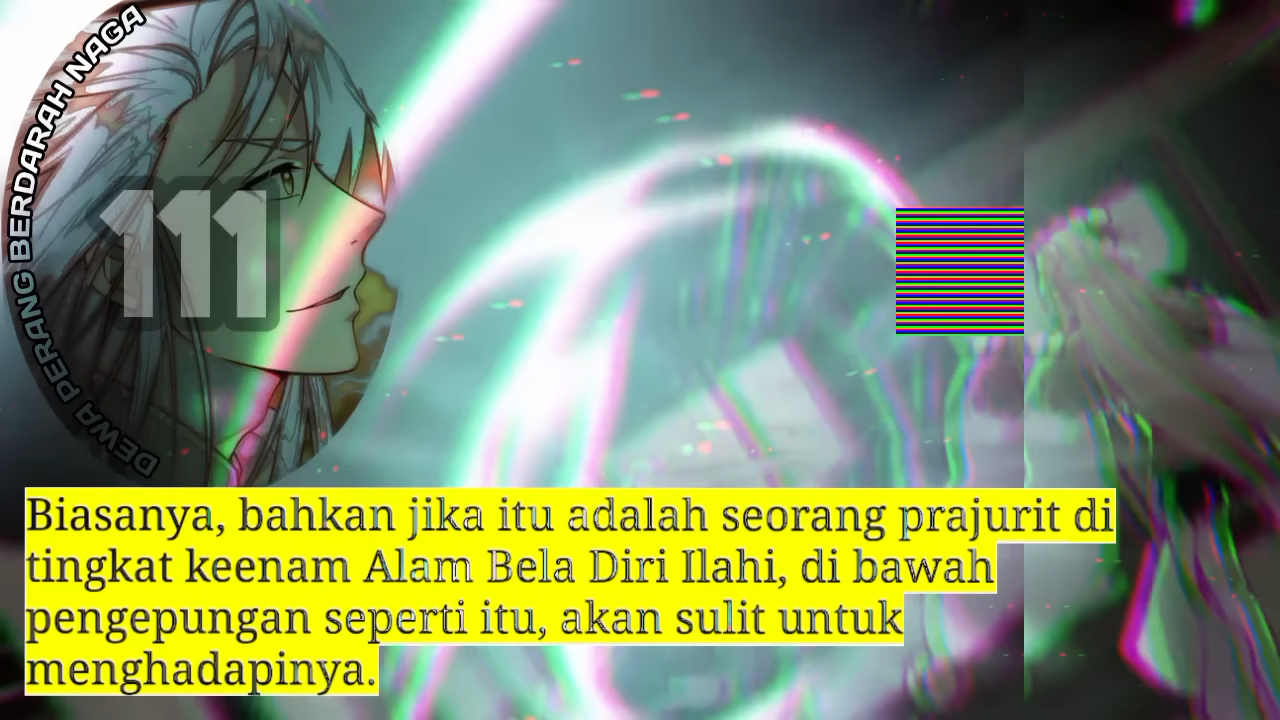 DEWA PERANG BERDARAH NAGA
111
Biasanya, bahkan jika itu adalah seorang prajurit di
tingkat keenam Alam Bela Diri Ilahi, di bawah
pengepungan seperti itu, akan sulit untuk
menghadapinya.